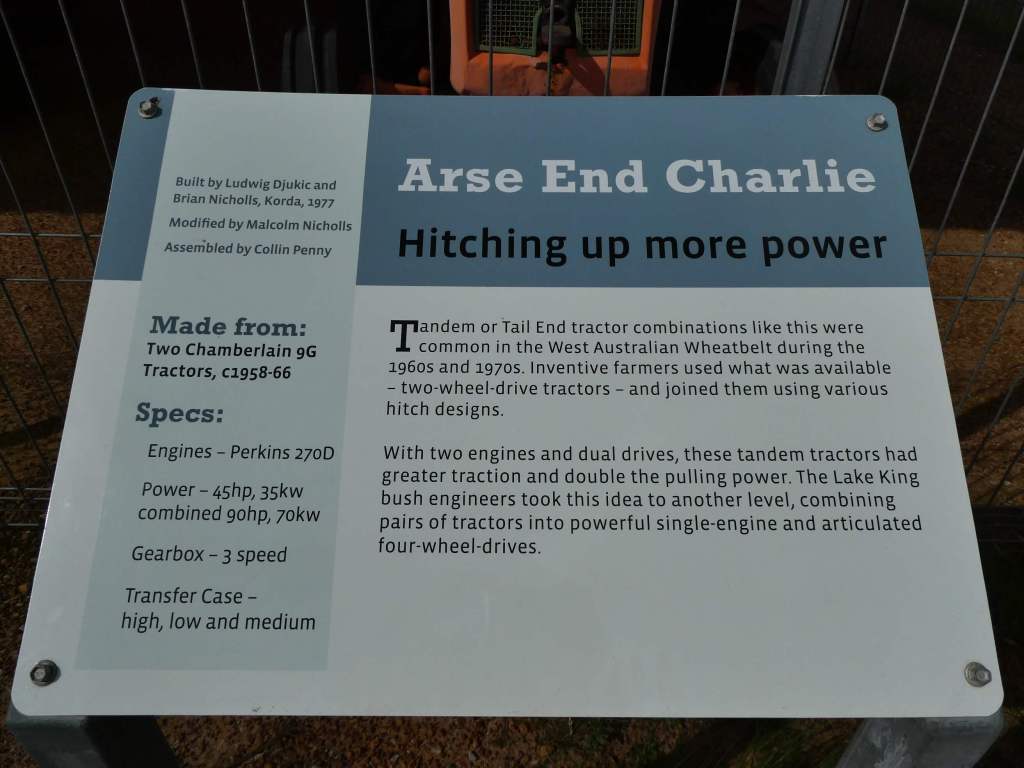 Built by Ludwig Djukic and
Brian Nicholls, Korda, 1977
Modified by Malcolm Nicholls
Assembled by Collin Penny
Made from:
Two Chamberlain 9G
Tractors, c1958-66
Specs:
Engines – Perkins 270D
Power – 45hp, 35kw
combined 90hp, 70kw
Gearbox – 3 speed
Transfer Case –
high, low and medium
Arse End Charlie
Hitching up more power
Tandem or Tail End tractor combinations like this were
common in the West Australian Wheatbelt during the
1960s and 1970s. Inventive farmers used what was available
– two-wheel-drive tractors – and joined them using various
hitch designs.
With two engines and dual drives, these tandem tractors had
greater traction and double the pulling power. The Lake King
bush engineers took this idea to another level, combining
pairs of tractors into powerful single-engine and articulated
four-wheel-drives.